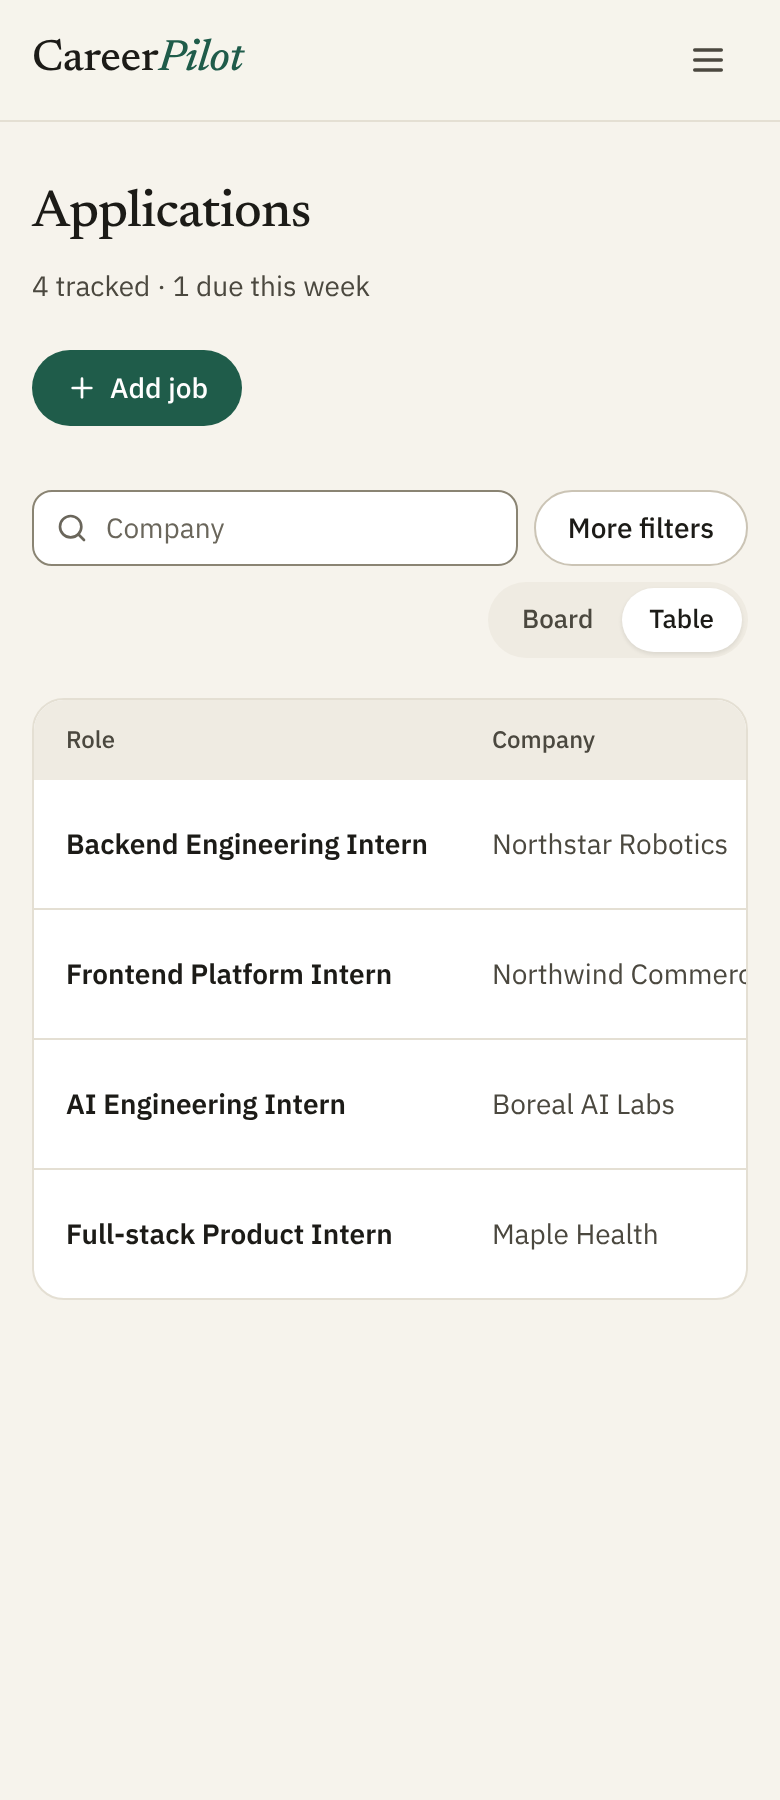 CareerPilot
Applications
4 tracked · 1 due this week
+ Add job
Company
More filters
Board Table
Role Company
Backend Engineering Intern Northstar Robotics
Frontend Platform Intern Northwind Commerc
AI Engineering Intern Boreal AI Labs
Full-stack Product Intern Maple Health